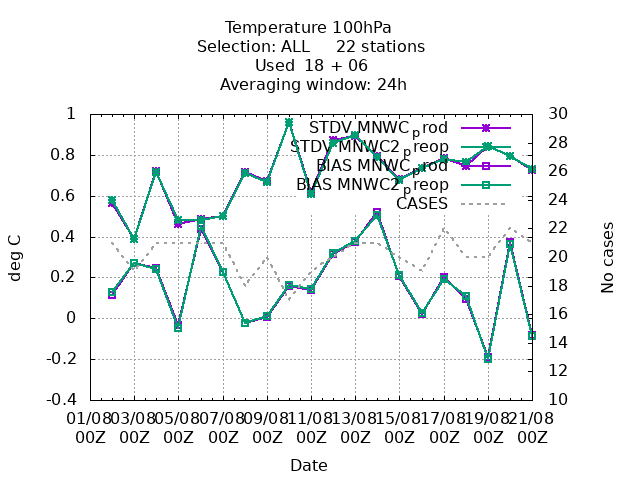 Temperature 100hPa
Selection: ALL 22 stations
Used 18 + 06
Averaging window: 24h
STDV MNWC_prod
STDV MNWC2_preop
BIAS MNWC_prod
BIAS MNWC2_preop
CASES
1
0.8
0.6
0.4
0.2
0
-0.2
-0.4
deg C
30
28
26
24
22
20
18
16
14
12
10
No cases
01/08 03/08 05/08 07/08 09/08 11/08 13/08 15/08 17/08 19/08 21/08
00Z 00Z 00Z 00Z 00Z 00Z 00Z 00Z 00Z 00Z 00Z
Date